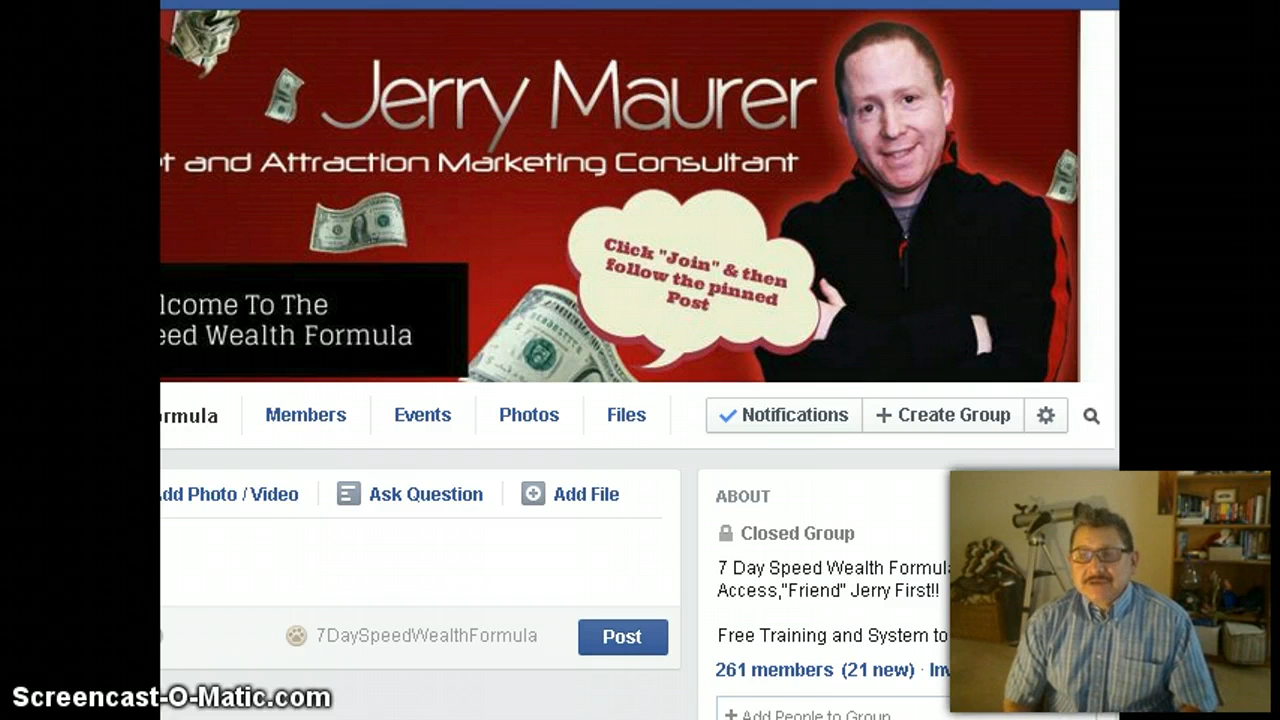 Jerry Maurer
t and Attraction Marketing Consultant
Click "Join" & then
follow the pinned
Post
lcome To The
eed Wealth Formula
rmula Members Events Photos Files Notifications + Create Group
dd Photo / Video Ask Question Add File
ABOUT
Closed Group
7 Day Speed Wealth Formula
Access,"Friend" Jerry First!!
7DaySpeedWealthFormula Post
Free Training and System to
261 members (21 new) · Inv
+ Add People to Group
Screencast-O-Matic.com